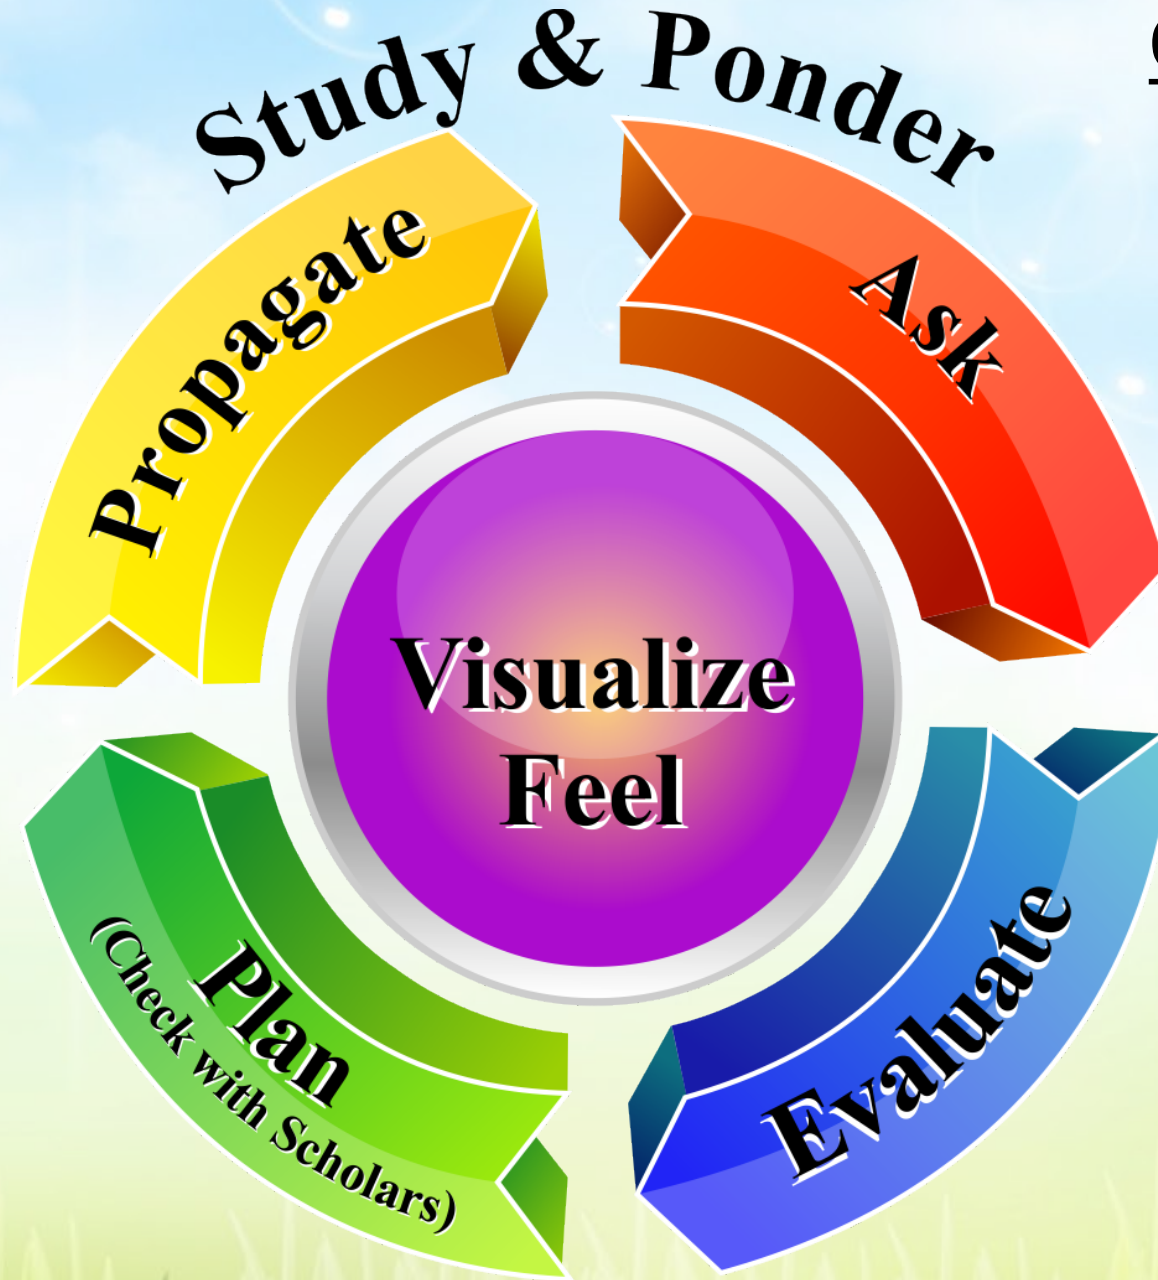 Study & Ponder
Ask
Evaluate
Plan
(Check with Scholars)
Propagate
Visualize
Feel